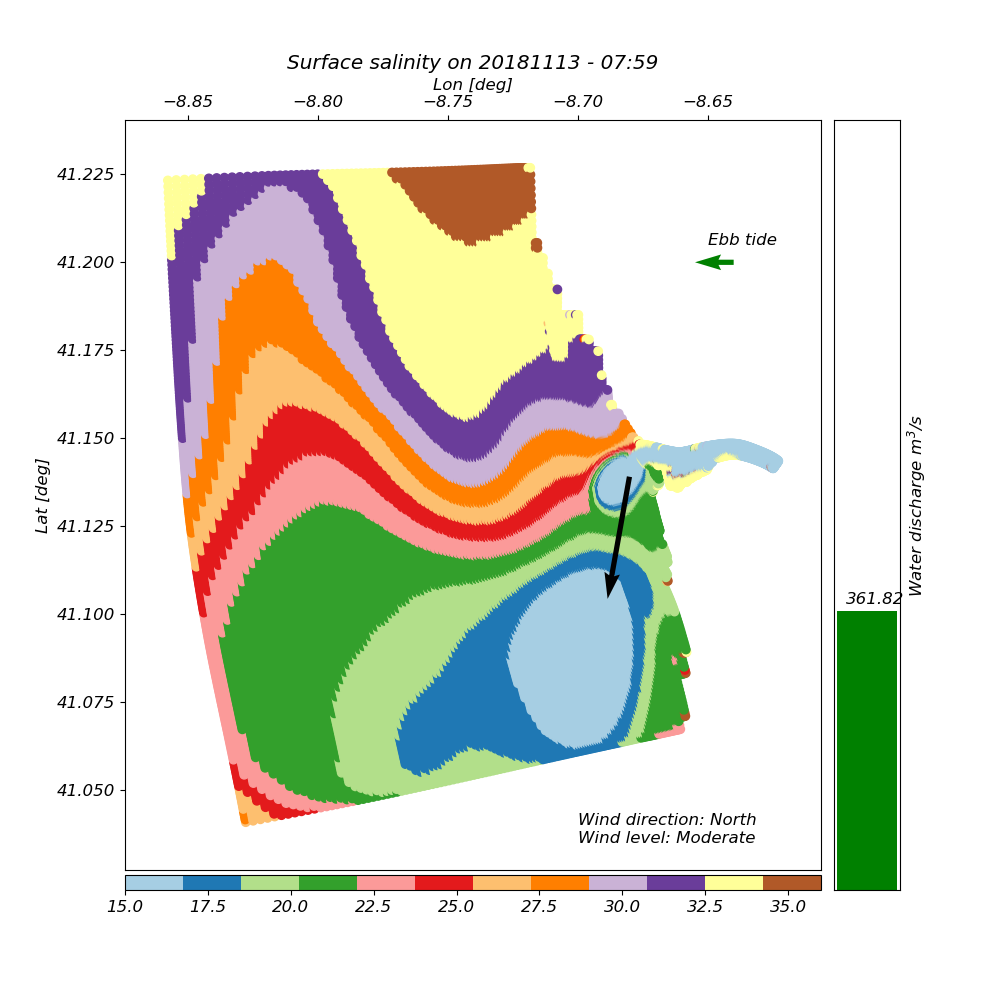 Surface salinity on 20181113 - 07:59
Lon [deg]
−8.85 −8.80 −8.75 −8.70 −8.65
41.225
41.200
41.175
41.150
41.125
41.100
41.075
41.050
Lat [deg]
Ebb tide
Wind direction: North
Wind level: Moderate
361.82
Water discharge m³/s
15.0 17.5 20.0 22.5 25.0 27.5 30.0 32.5 35.0